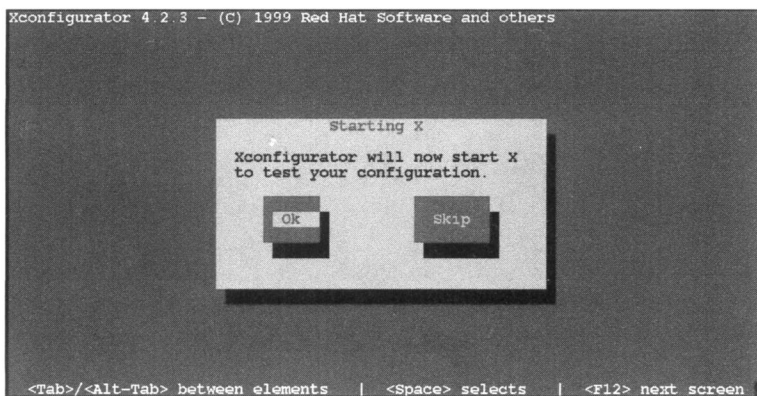 Xconfigurator 4.2.3 - (C) 1999 Red Hat Software and others
Starting X
Xconfigurator will now start X
to test your configuration.
Ok Skip
<Tab>/<Alt-Tab> between elements | <Space> selects | <F12> next screen